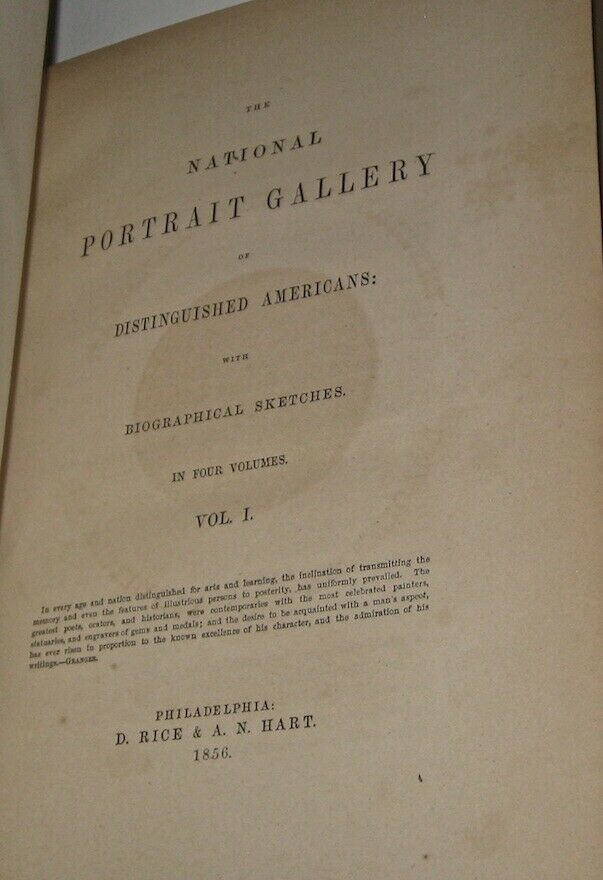 THE
NATIONAL
PORTRAIT GALLERY
OF
DISTINGUISHED AMERICANS:
WITH
BIOGRAPHICAL SKETCHES.
IN FOUR VOLUMES.
VOL. I.
In every age and nation distinguished for arts and learning, the inclination of transmitting the
memory and even the features of illustrious persons to posterity, has uniformly prevailed. The
greatest poets, orators, and historians, were contemporaries with the most celebrated painters,
statuaries, and engravers of gems and medals; and the desire to be acquainted with a man's aspect,
has ever risen in proportion to the known excellence of his character, and the admiration of his
writings.—GRANGER.
PHILADELPHIA:
D. RICE & A. N. HART.
1856.